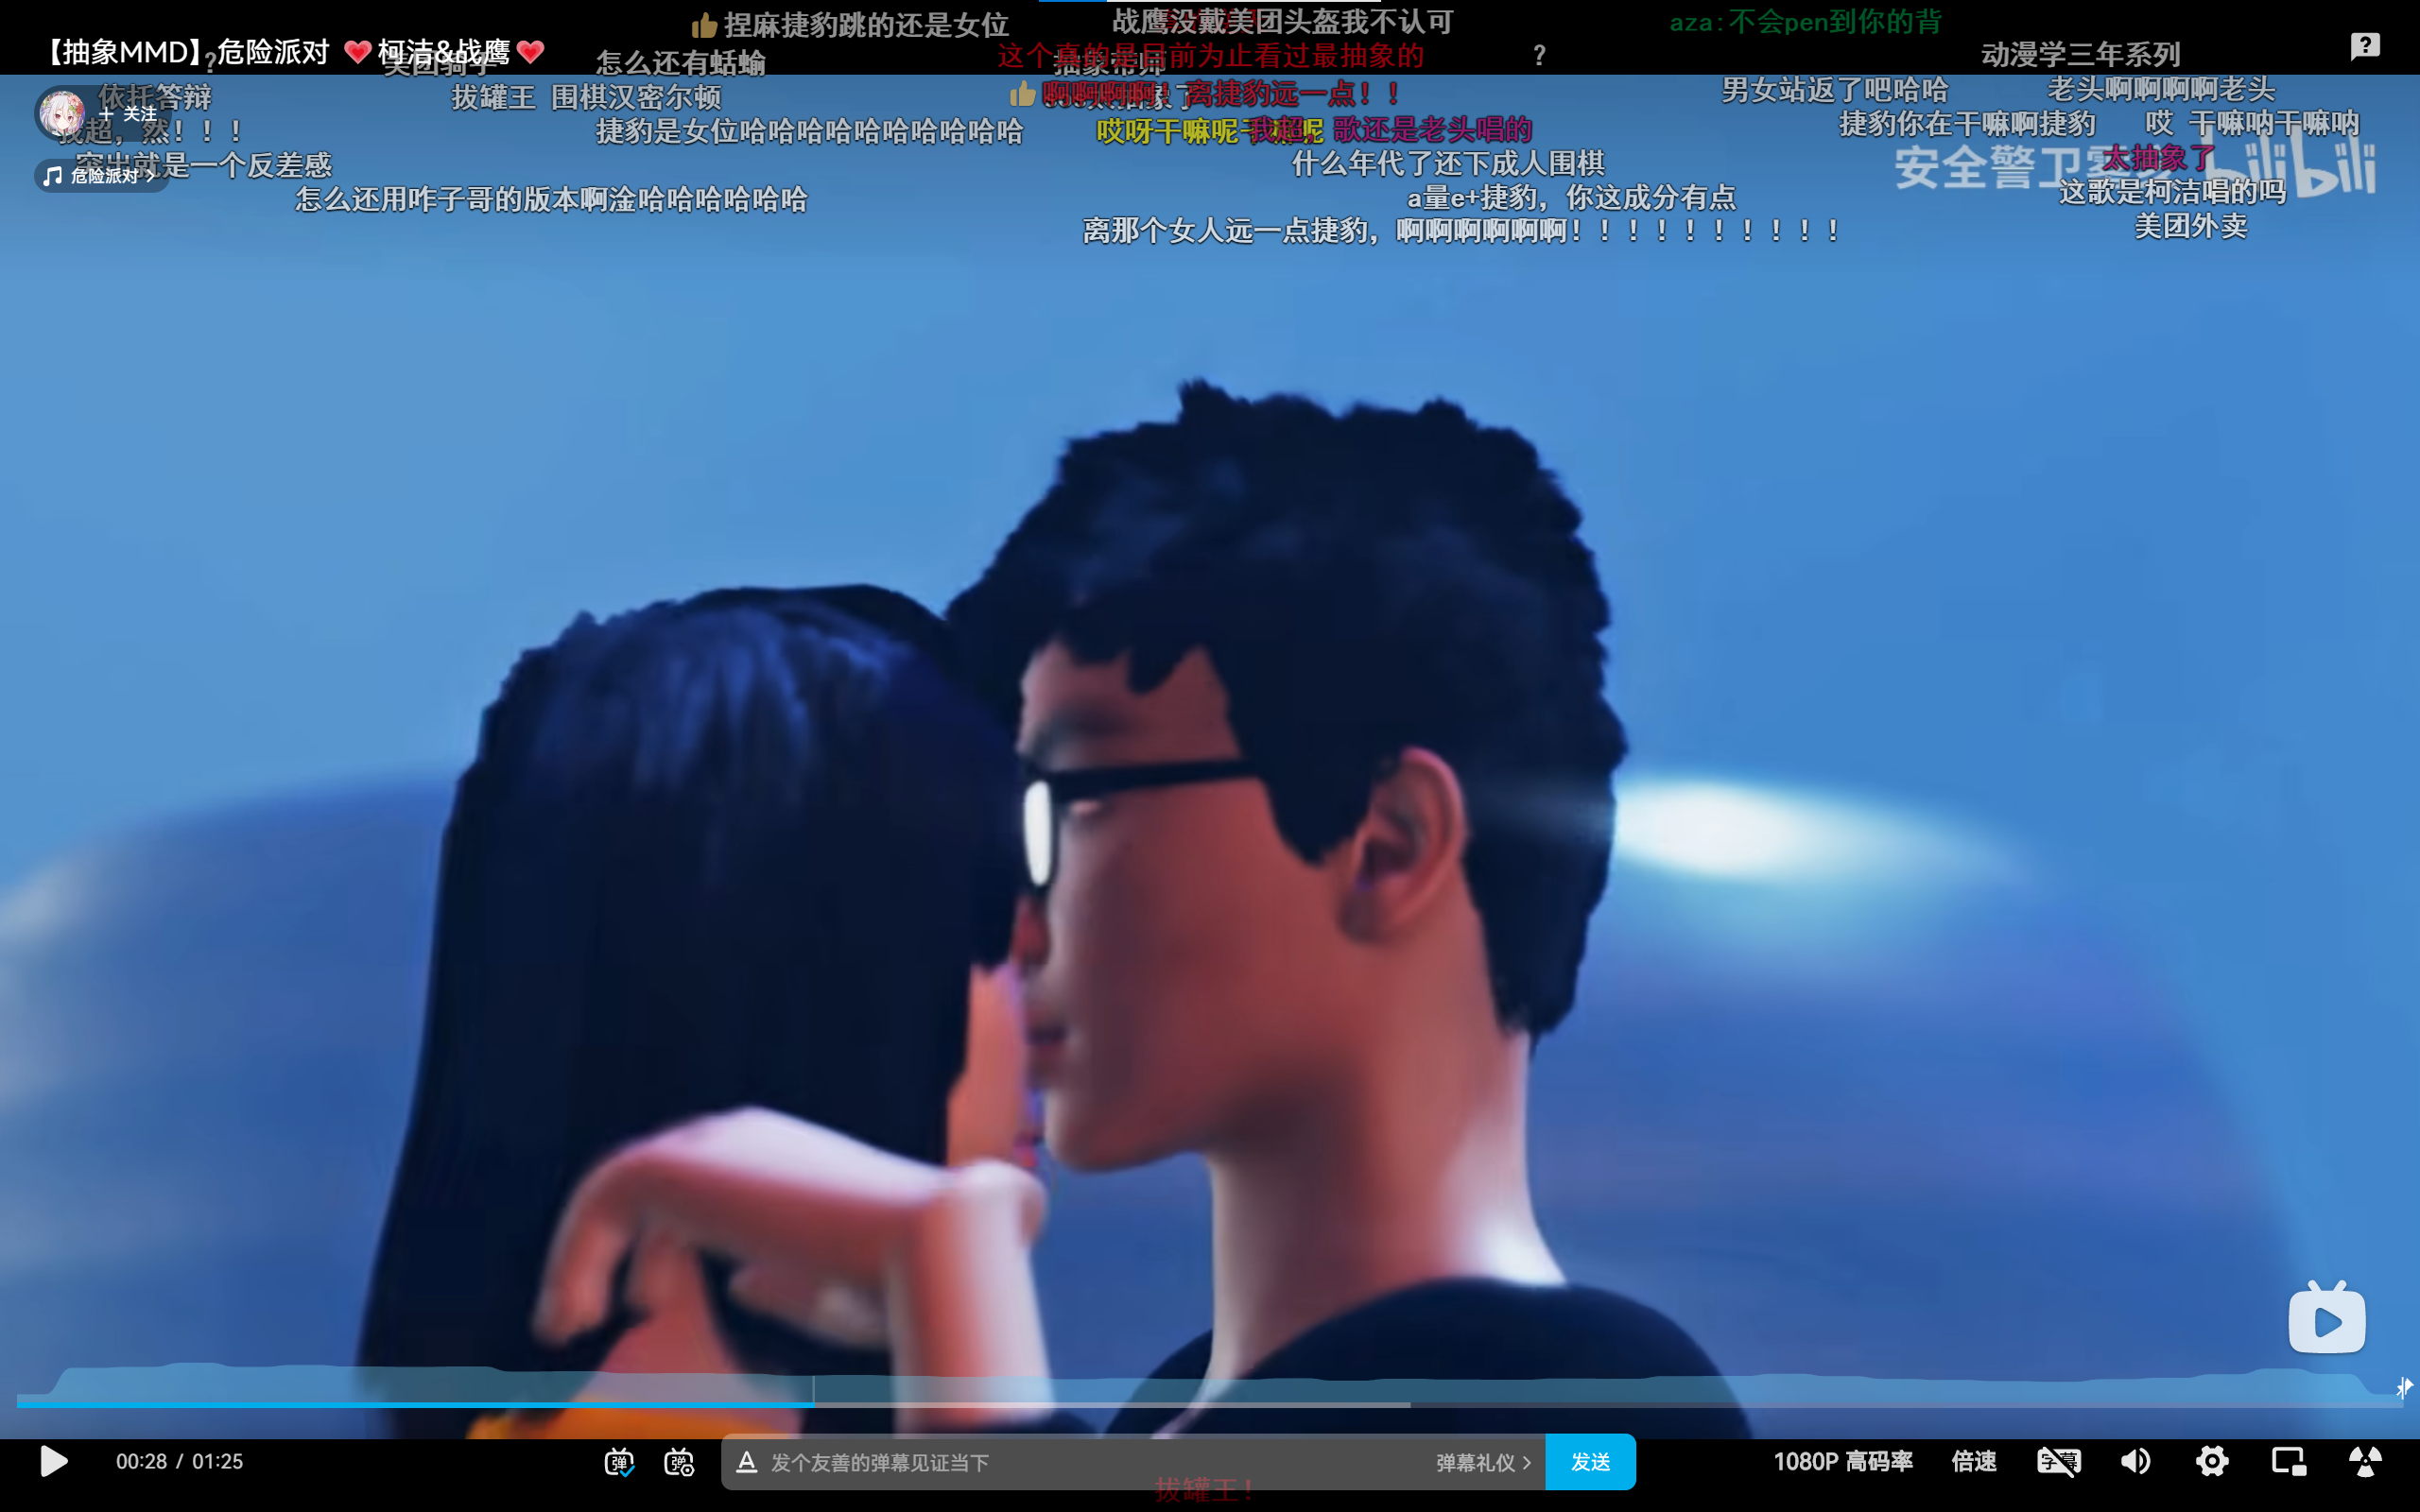 捏麻捷豹跳的还是女位
战鹰没戴美团头盔我不认可
aza:不会pen到你的背
【抽象MMD】危险派对 ❤️柯洁&战鹰❤️
?
美团骑手
怎么还有蛄蝓
这个真的是目前为止看过最抽象的
抽象帝师
?
动漫学三年系列
依托答辩
+ 关注
拔罐王 围棋汉密尔顿
离捷豹远一点！！
男女站返了吧哈哈
老头啊啊啊啊老头
我超，然！！！
捷豹是女位哈哈哈哈哈哈哈哈哈哈
哎呀干嘛呢干嘛呢
我超，歌还是老头唱的
捷豹你在干嘛啊捷豹
哎 干嘛呐干嘛呐
突出就是一个反差感
危险派对 >
什么年代了还下成人围棋
安全警卫
太抽象了
bilibili
怎么还用咋子哥的版本啊淦哈哈哈哈哈哈
a量e+捷豹，你这成分有点
这歌是柯洁唱的吗
离那个女人远一点捷豹，啊啊啊啊啊啊！！！！！！！！！！
美团外卖
00:28 / 01:25
弹
弹
A 发个友善的弹幕见证当下
弹幕礼仪 >
发送
1080P 高码率
倍速
字幕
拔罐王！